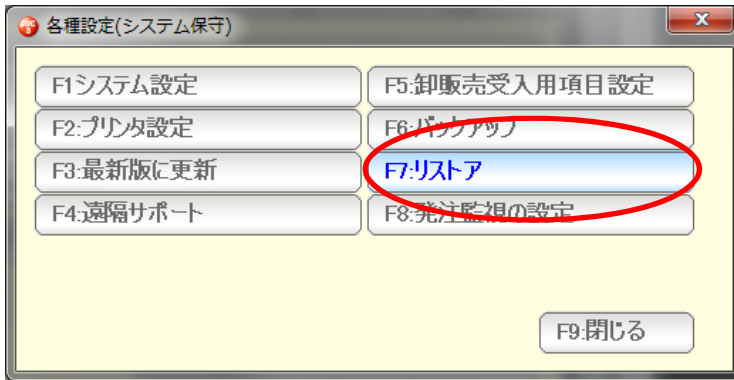 各種設定(システム保守)
F1システム設定
F2:プリンタ設定
F3:最新版に更新
F4:遠隔サポート
F5:卸販売受入用項目設定
F6:バックアップ
F7:リストア
F8:発注監視の設定
F9:閉じる